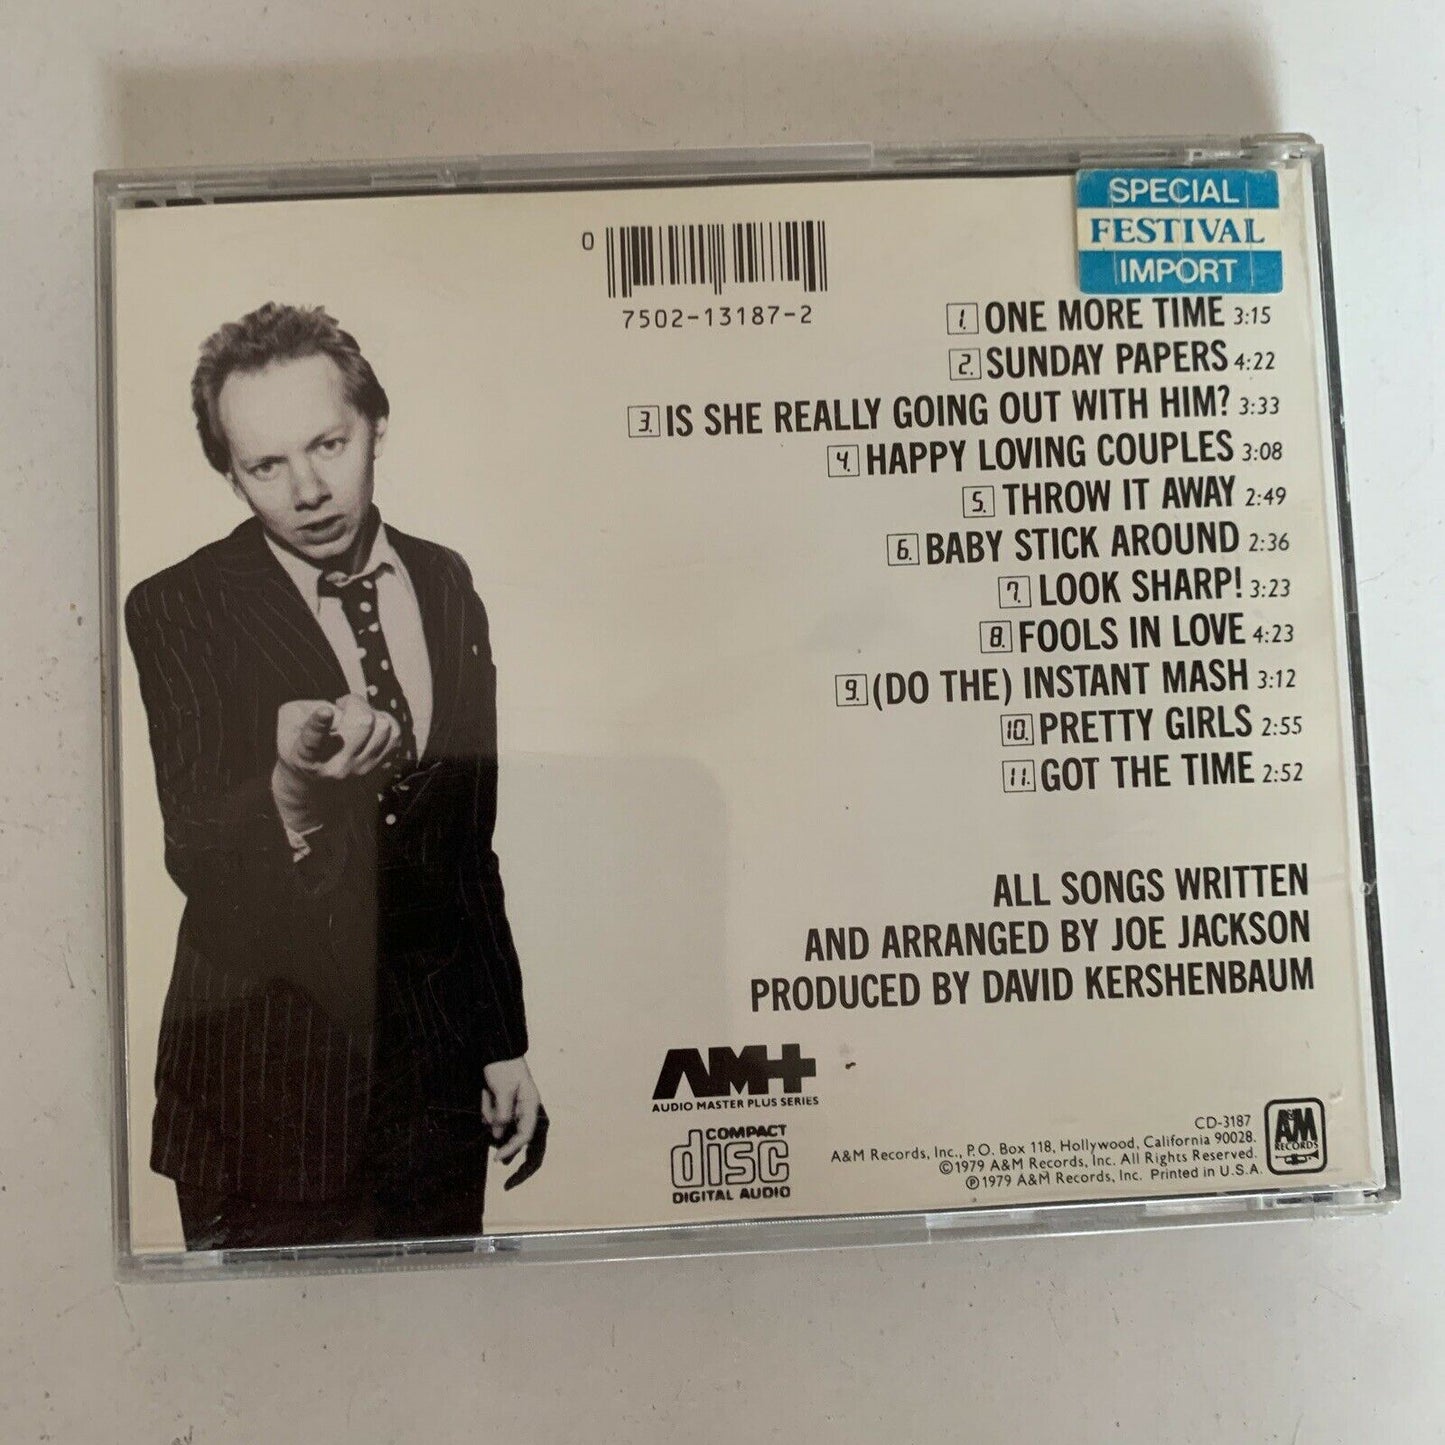 SPECIAL
FESTIVAL
IMPORT
0
7502-13187-2
1. ONE MORE TIME 3:15
2. SUNDAY PAPERS 4:22
3. IS SHE REALLY GOING OUT WITH HIM? 3:33
4. HAPPY LOVING COUPLES 3:08
5. THROW IT AWAY 2:49
6. BABY STICK AROUND 2:36
7. LOOK SHARP! 3:23
8. FOOLS IN LOVE 4:23
9. (DO THE) INSTANT MASH 3:12
10. PRETTY GIRLS 2:55
11. GOT THE TIME 2:52
ALL SONGS WRITTEN
AND ARRANGED BY JOE JACKSON
PRODUCED BY DAVID KERSHENBAUM
AM+
AUDIO MASTER PLUS SERIES
COMPACT
disc
DIGITAL AUDIO
CD-3187
A&M Records, Inc., P.O. Box 118, Hollywood, California 90028.
©1979 A&M Records, Inc. All Rights Reserved.
℗1979 A&M Records, Inc. Printed in U.S.A.
A&M
RECORDS